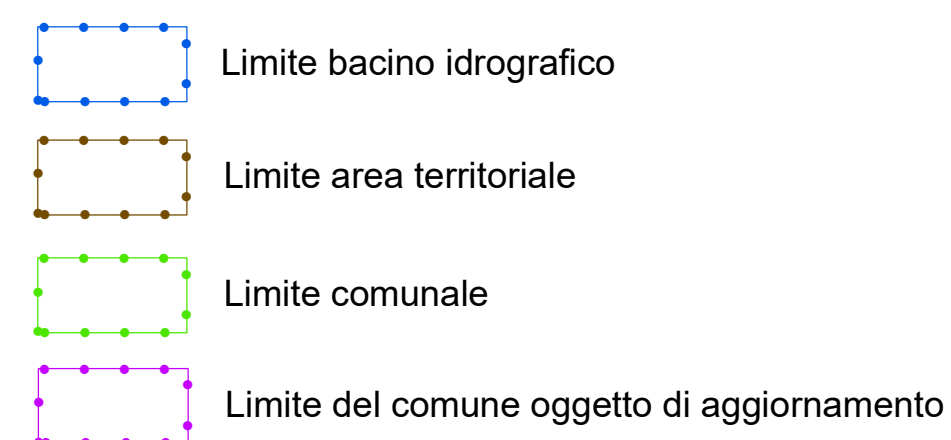 Limite bacino idrografico
Limite area territoriale
Limite comunale
Limite del comune oggetto di aggiornamento